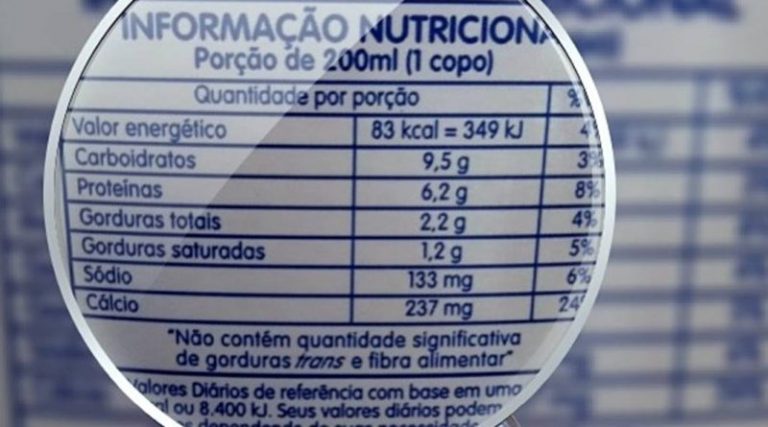 INFORMAÇÃO NUTRICIONA
Porção de 200ml (1 copo)
Quantidade por porção %
Valor energético 83 kcal = 349 kJ 4%
Carboidratos 9,5 g 3%
Proteínas 6,2 g 8%
Gorduras totais 2,2 g 4%
Gorduras saturadas 1,2 g 5%
Sódio 133 mg 6%
Cálcio 237 mg 24%
"Não contém quantidade significativa
de gorduras trans e fibra alimentar"
Valores Diários de referência com base em uma
al ou 8.400 kJ. Seus valores diários podem